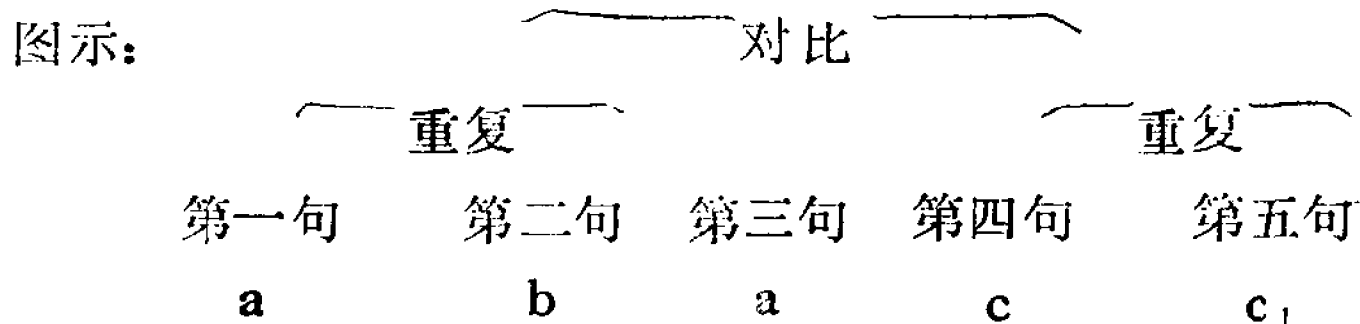 图示： 对比
重复 重复
第一句 第二句 第三句 第四句 第五句
a b a c c₁